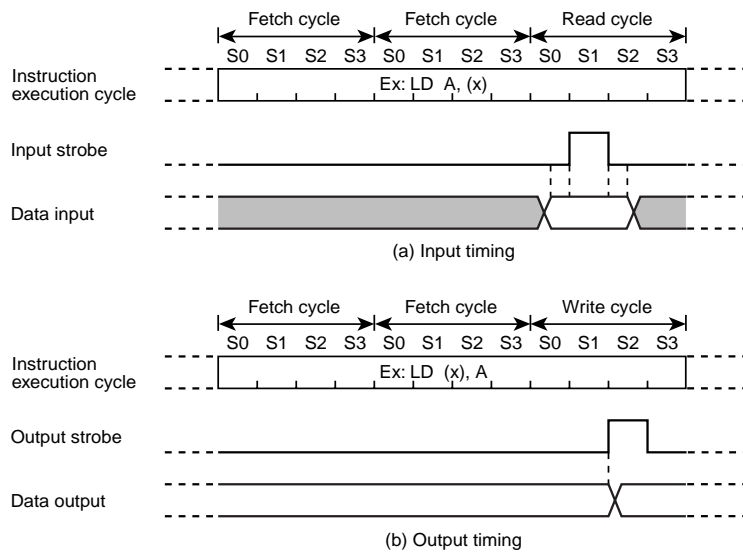 Fetch cycle Fetch cycle Read cycle
S0 S1 S2 S3 S0 S1 S2 S3 S0 S1 S2 S3
Instruction
execution cycle
Ex: LD A, (x)
Input strobe
Data input
(a) Input timing
Fetch cycle Fetch cycle Write cycle
S0 S1 S2 S3 S0 S1 S2 S3 S0 S1 S2 S3
Instruction
execution cycle
Ex: LD (x), A
Output strobe
Data output
(b) Output timing